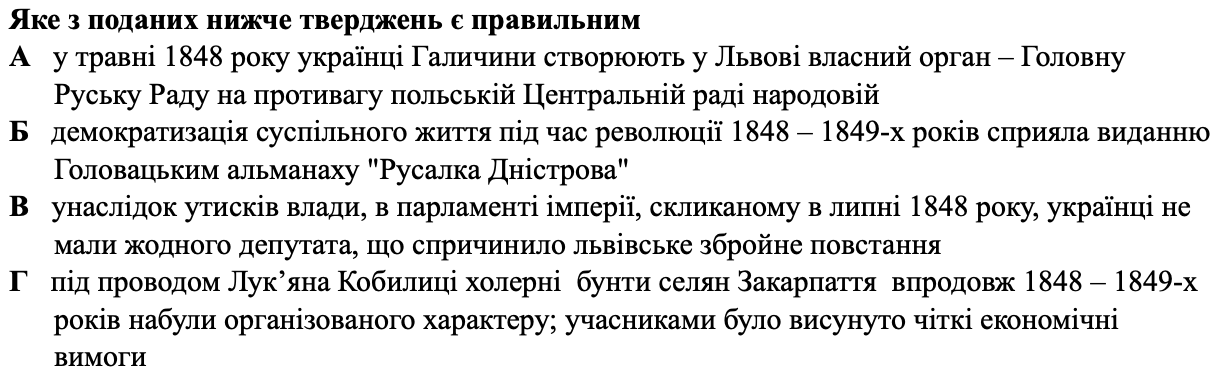 Яке з поданих нижче тверджень є правильним
А у травні 1848 року українці Галичини створюють у Львові власний орган – Головну
Руську Раду на противагу польській Центральній раді народовій
Б демократизація суспільного життя під час революції 1848 – 1849-х років сприяла виданню
Головацьким альманаху "Русалка Дністрова"
В унаслідок утисків влади, в парламенті імперії, скликаному в липні 1848 року, українці не
мали жодного депутата, що спричинило львівське збройне повстання
Г під проводом Лук’яна Кобилиці холерні бунти селян Закарпаття впродовж 1848 – 1849-х
років набули організованого характеру; учасниками було висунуто чіткі економічні
вимоги